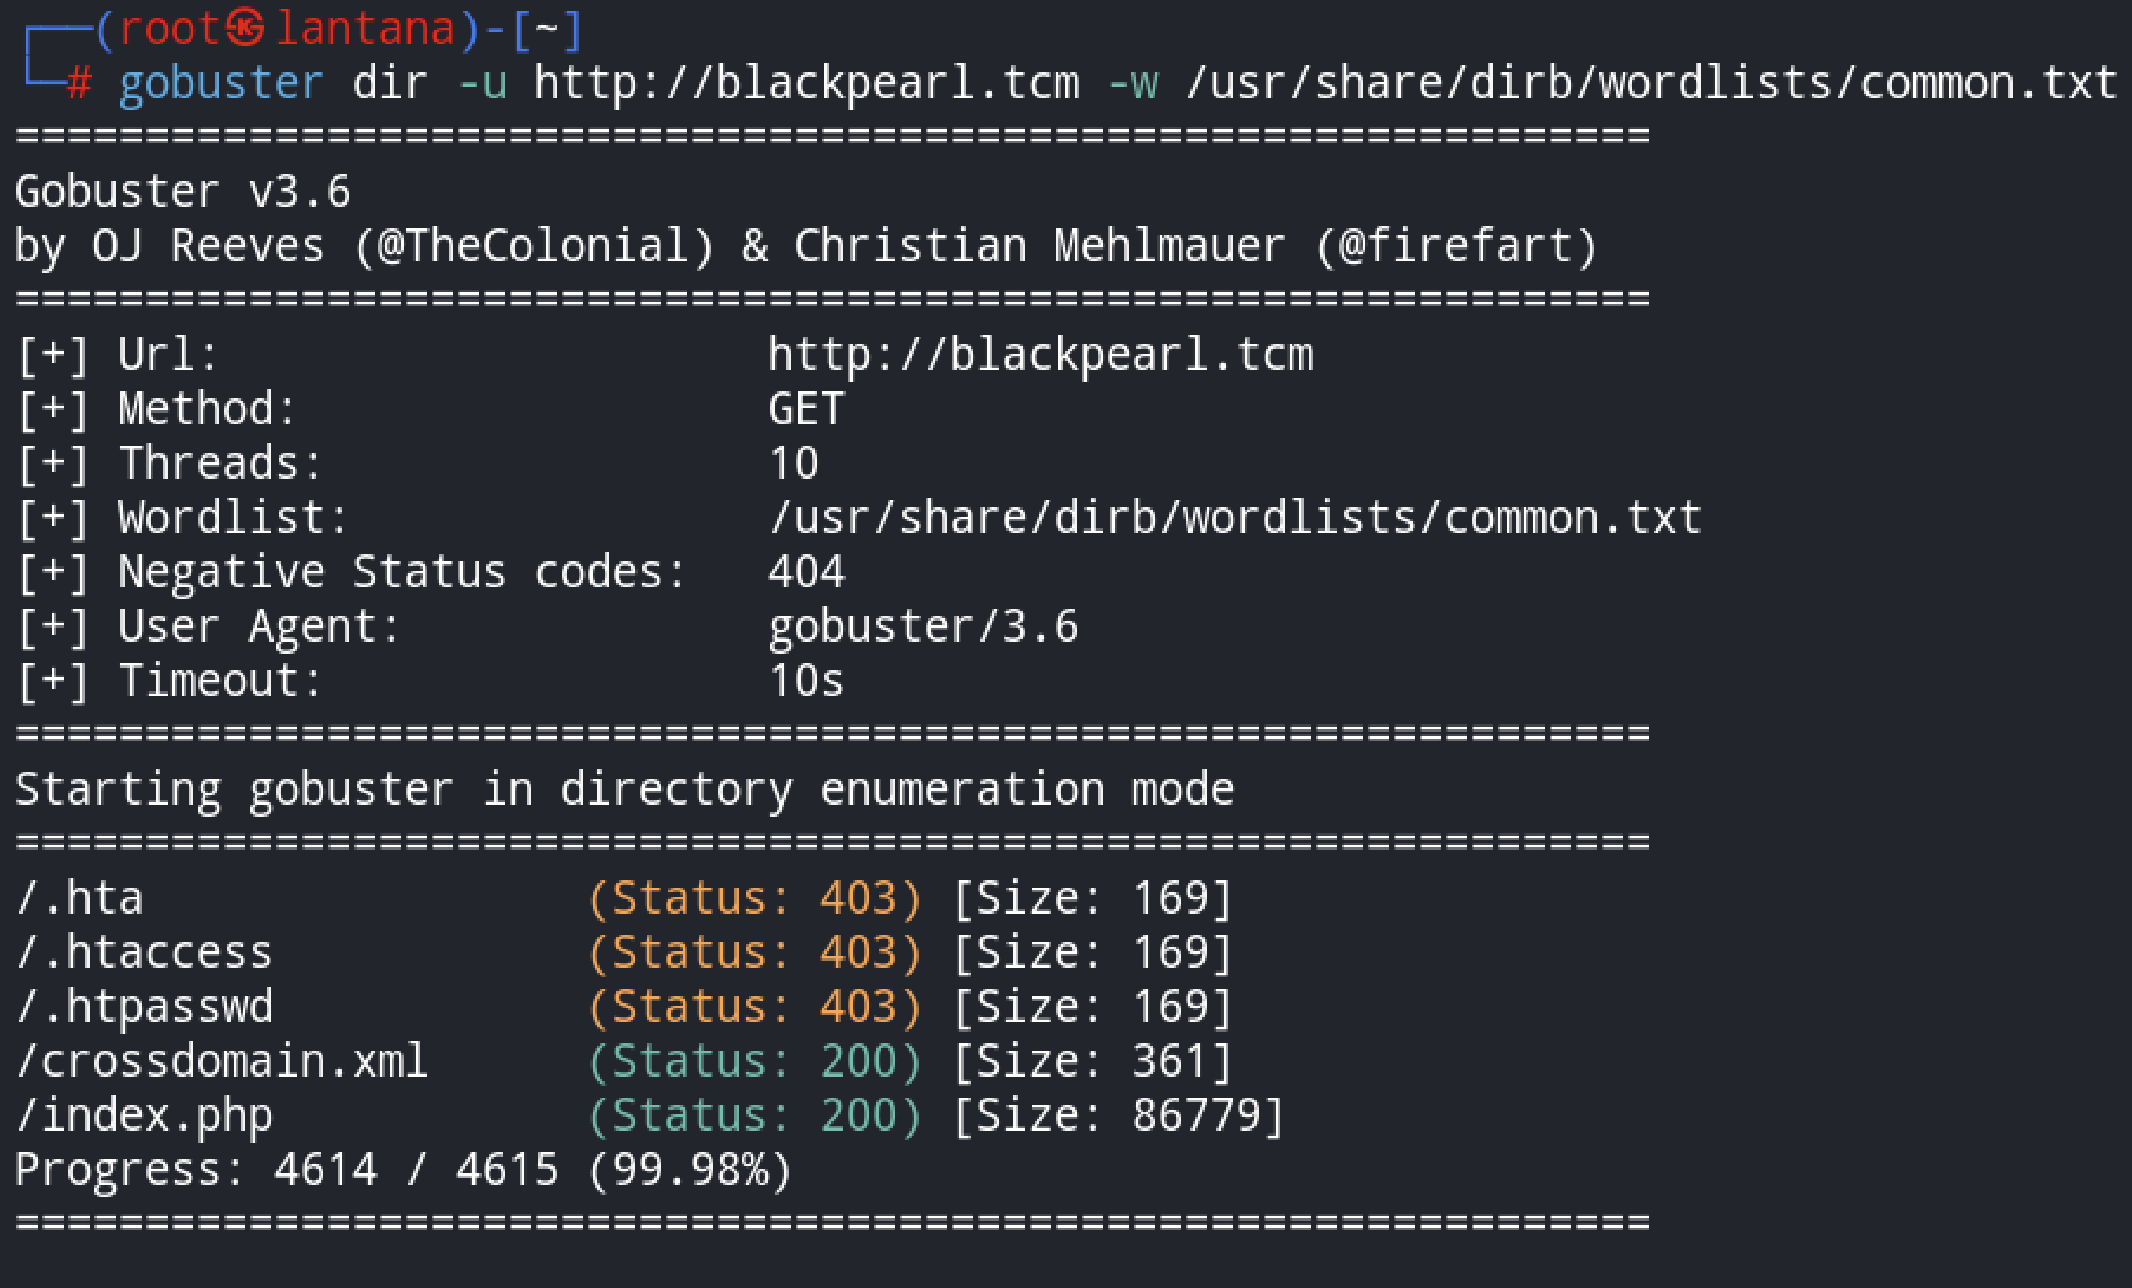 ┌──(root㉿lantana)-[~]
└─# gobuster dir -u http://blackpearl.tcm -w /usr/share/dirb/wordlists/common.txt
===============================================================
Gobuster v3.6
by OJ Reeves (@TheColonial) & Christian Mehlmauer (@firefart)
===============================================================
[+] Url:                     http://blackpearl.tcm
[+] Method:                  GET
[+] Threads:                 10
[+] Wordlist:                /usr/share/dirb/wordlists/common.txt
[+] Negative Status codes:   404
[+] User Agent:              gobuster/3.6
[+] Timeout:                 10s
===============================================================
Starting gobuster in directory enumeration mode
===============================================================
/.hta                 (Status: 403) [Size: 169]
/.htaccess            (Status: 403) [Size: 169]
/.htpasswd            (Status: 403) [Size: 169]
/crossdomain.xml      (Status: 200) [Size: 361]
/index.php            (Status: 200) [Size: 86779]
Progress: 4614 / 4615 (99.98%)
===============================================================